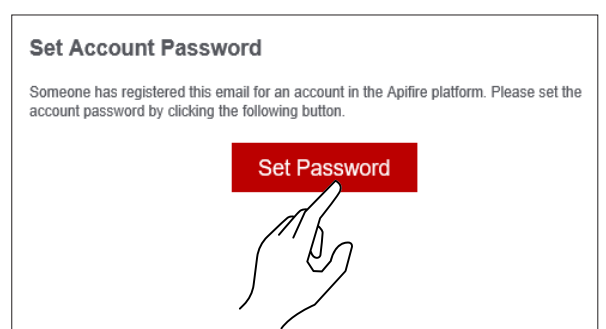 Set Account Password
Someone has registered this email for an account in the Apifire platform. Please set the
account password by clicking the following button.
Set Password